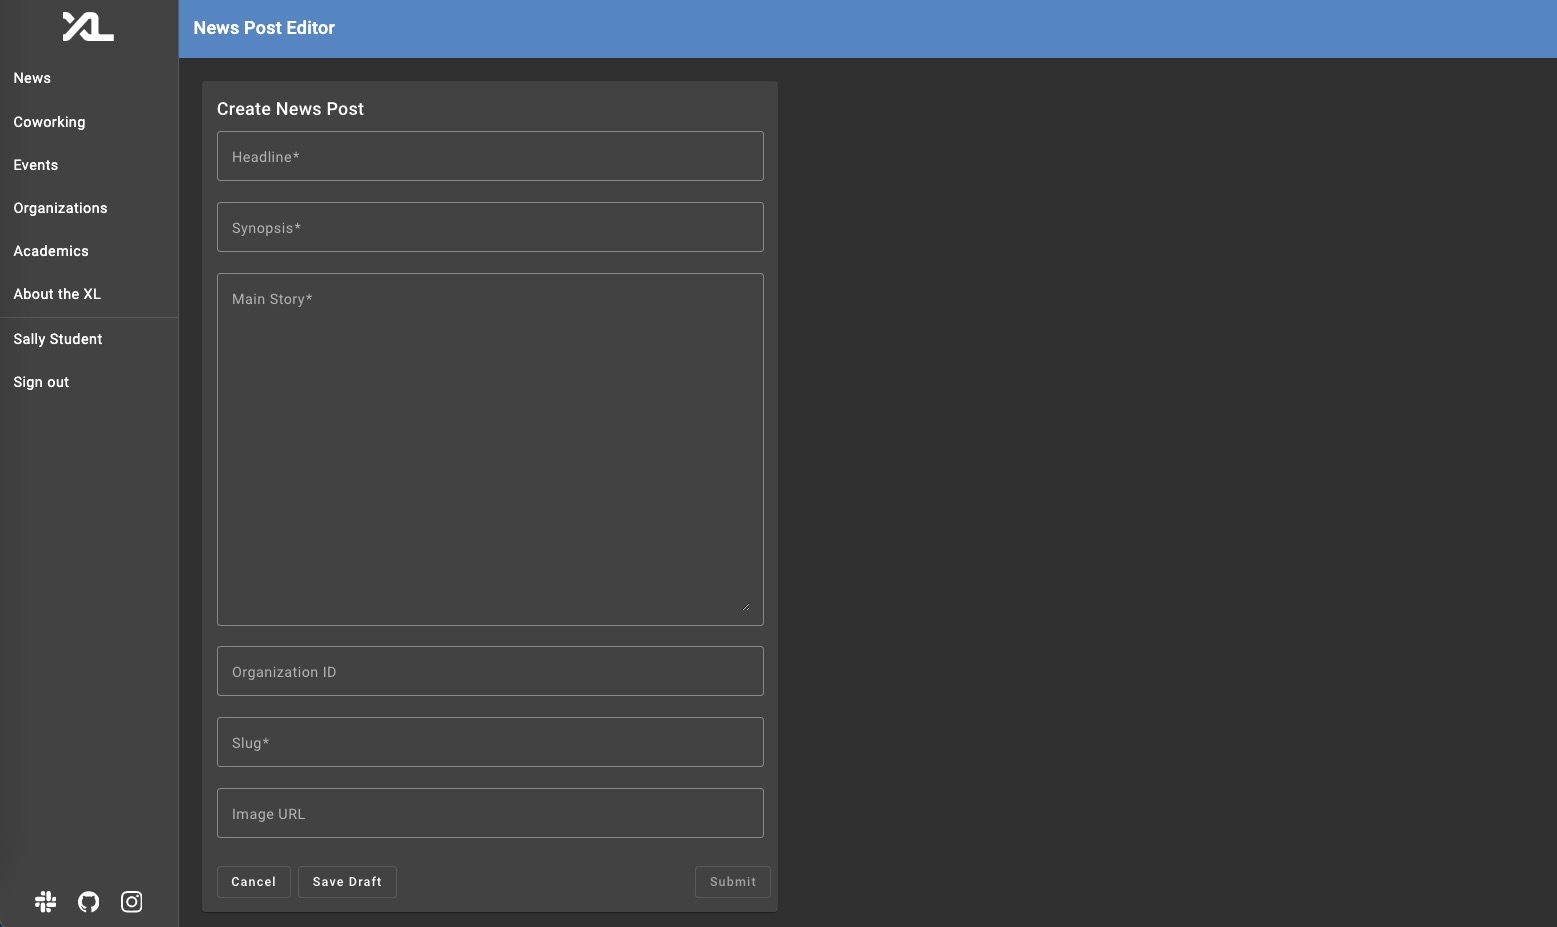 XL
News Post Editor
News
Coworking
Events
Organizations
Academics
About the XL
Sally Student
Sign out
Create News Post
Headline*
Synopsis*
Main Story*
Organization ID
Slug*
Image URL
Cancel
Save Draft
Submit